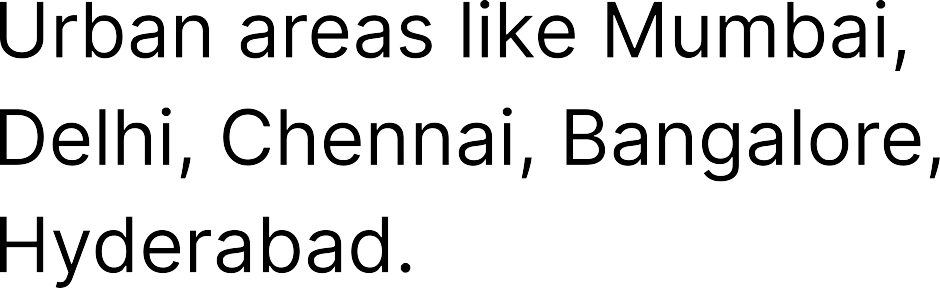 Urban areas like Mumbai,
Delhi, Chennai, Bangalore,
Hyderabad.